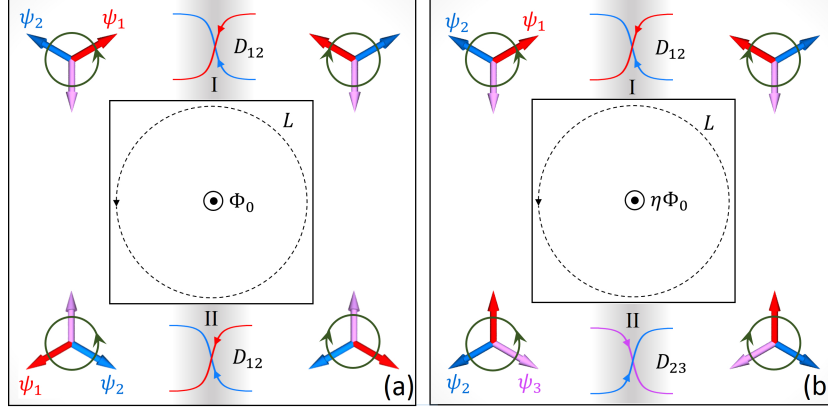 ψ₂ ψ₁
D₁₂
I
L
Φ₀
II
D₁₂
ψ₁ ψ₂
(a)
ψ₂ ψ₁
D₁₂
I
L
ηΦ₀
II
D₂₃
ψ₂ ψ₃
(b)